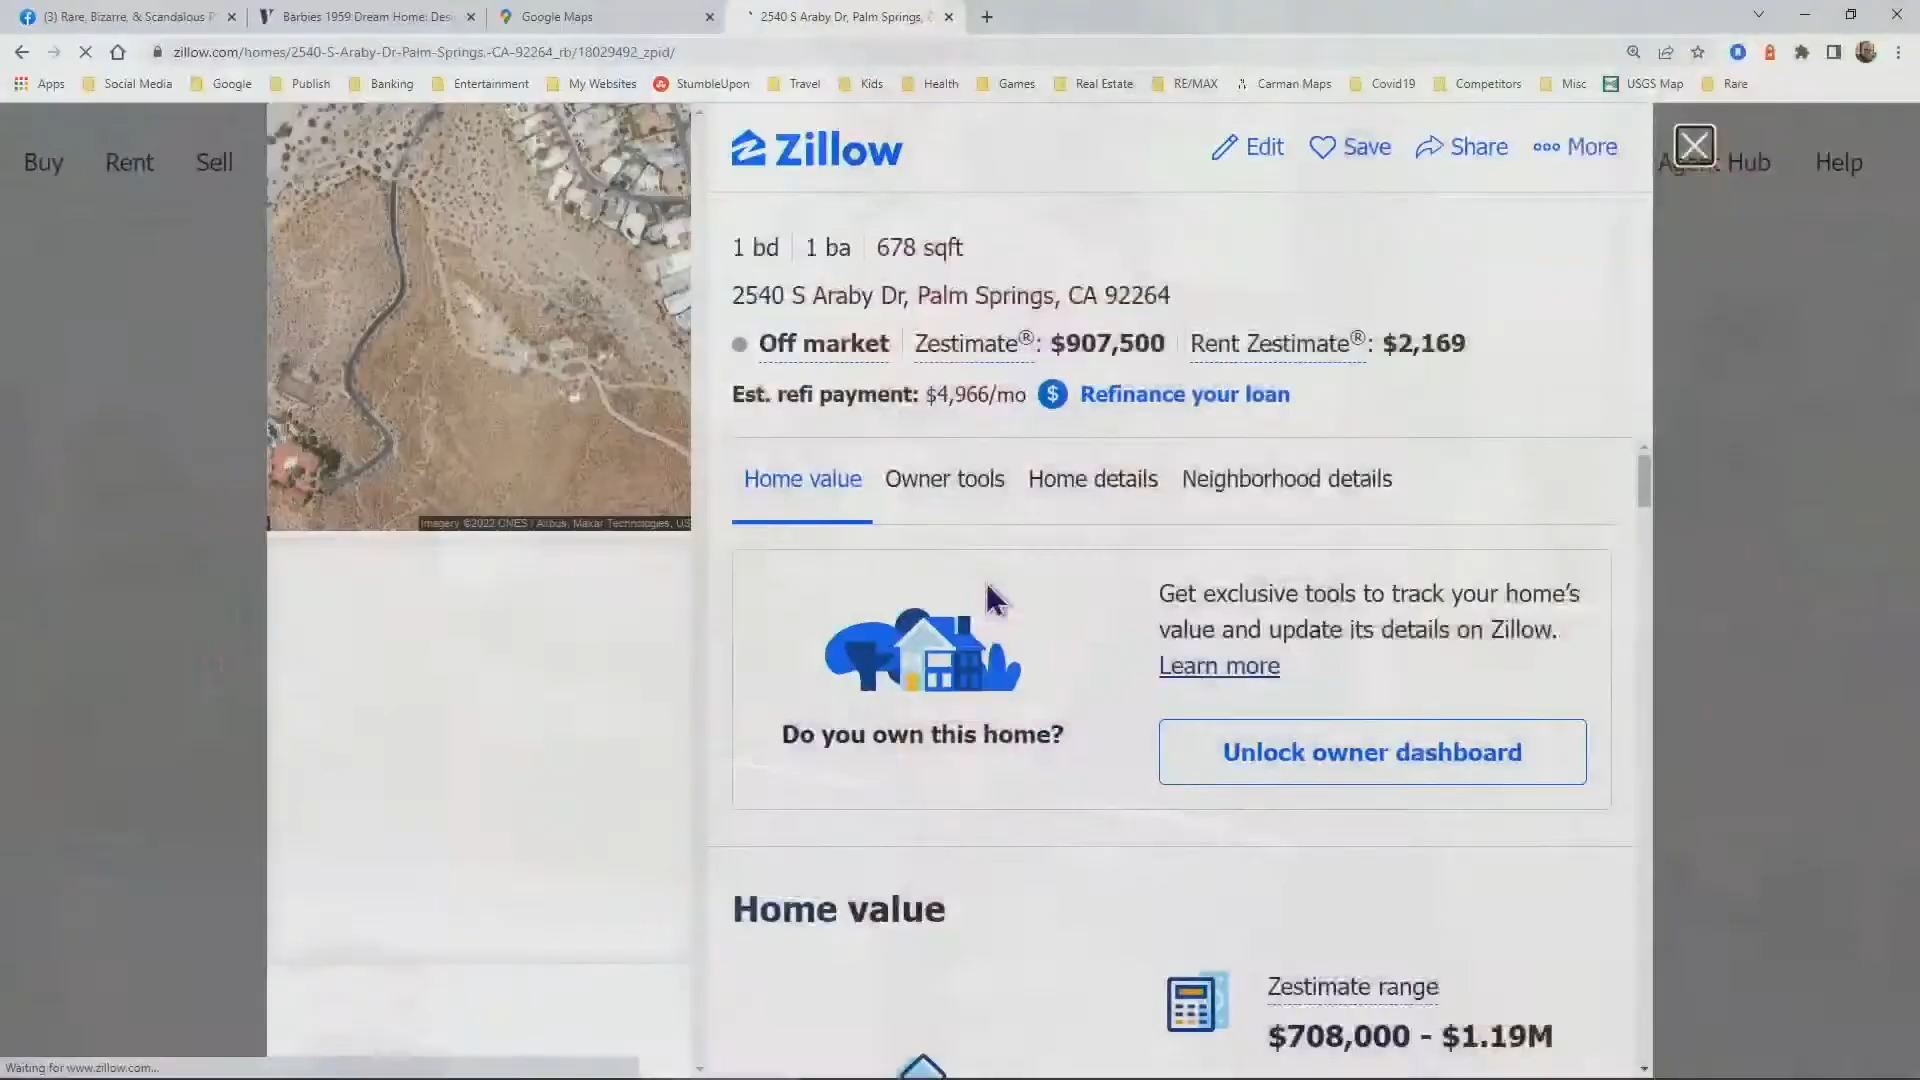 (3) Rare, Bizarre, & Scandalous P
Barbies 1959 Dream Home: Des
Google Maps
2540 S Araby Dr, Palm Springs,
zillow.com/homes/2540-S-Araby-Dr-Palm-Springs,-CA-92264_rb/18029492_zpid/
Apps
Social Media
Google
Publish
Banking
Entertainment
My Websites
StumbleUpon
Travel
Kids
Health
Games
Real Estate
RE/MAX
Carman Maps
Covid19
Competitors
Misc
USGS Map
Rare
Buy
Rent
Sell
Zillow
Edit
Save
Share
More
Hub
Help
1 bd
1 ba
678 sqft
2540 S Araby Dr, Palm Springs, CA 92264
Off market
Zestimate®: $907,500
Rent Zestimate®: $2,169
Est. refi payment: $4,966/mo
$ Refinance your loan
Home value
Owner tools
Home details
Neighborhood details
Imagery ©2022 CNES / Airbus, Maxar Technologies, US
Get exclusive tools to track your home's
value and update its details on Zillow.
Learn more
Do you own this home?
Unlock owner dashboard
Home value
Zestimate range
$708,000 - $1.19M
Waiting for www.zillow.com...